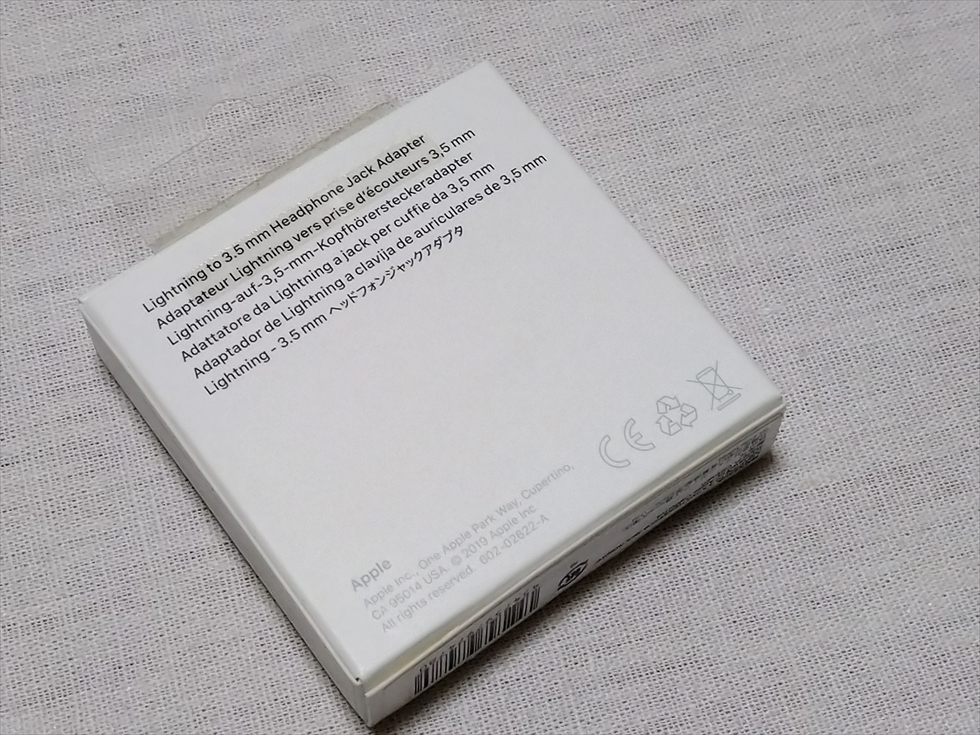 Lightning to 3.5 mm Headphone Jack Adapter
Adaptateur Lightning vers prise d'écouteurs 3,5 mm
Lightning-auf-3,5-mm-Kopfhörersteckeradapter
Adattatore da Lightning a jack per cuffie da 3,5 mm
Adaptador de Lightning a clavija de auriculares de 3,5 mm
Lightning - 3.5 mm ヘッドフォンジャックアダプタ
CE
Apple
Apple Inc., One Apple Park Way, Cupertino,
CA 95014 USA. © 2019 Apple Inc.
All rights reserved. 602-02622-A